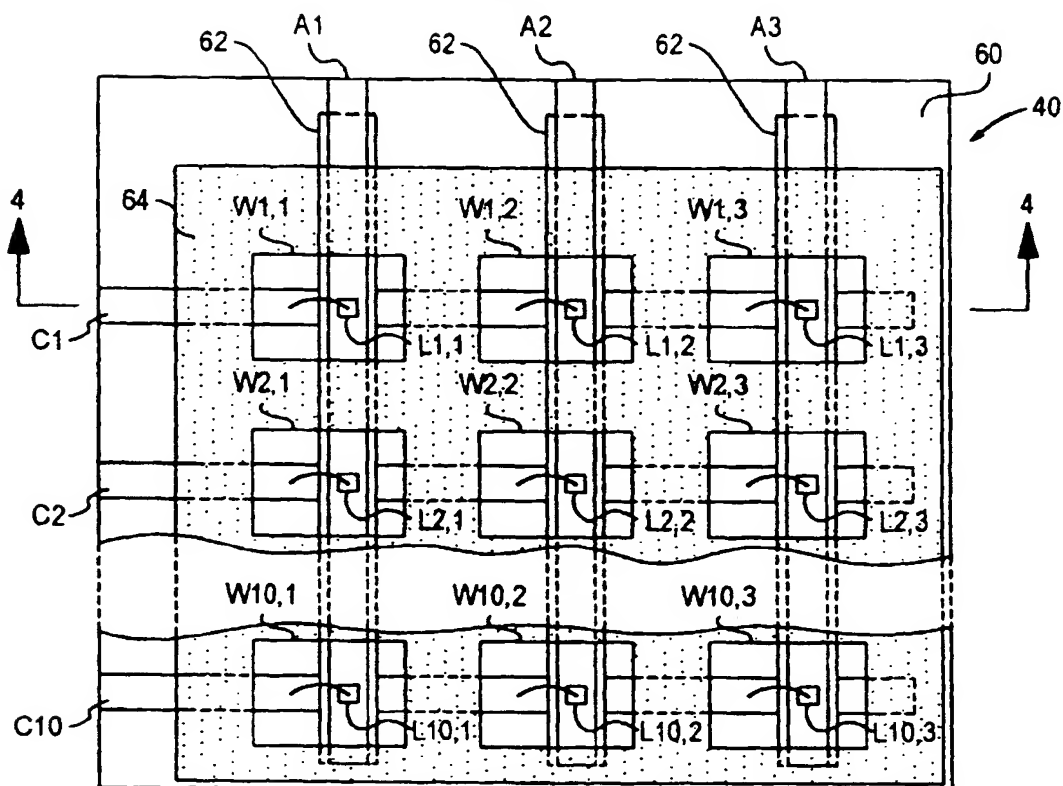 A1 A2 A3
62 62 62 60
40
4 64 W1,1 W1,2 W1,3 4
C1 L1,1 L1,2 L1,3
W2,1 W2,2 W2,3
C2 L2,1 L2,2 L2,3
W10,1 W10,2 W10,3
C10 L10,1 L10,2 L10,3